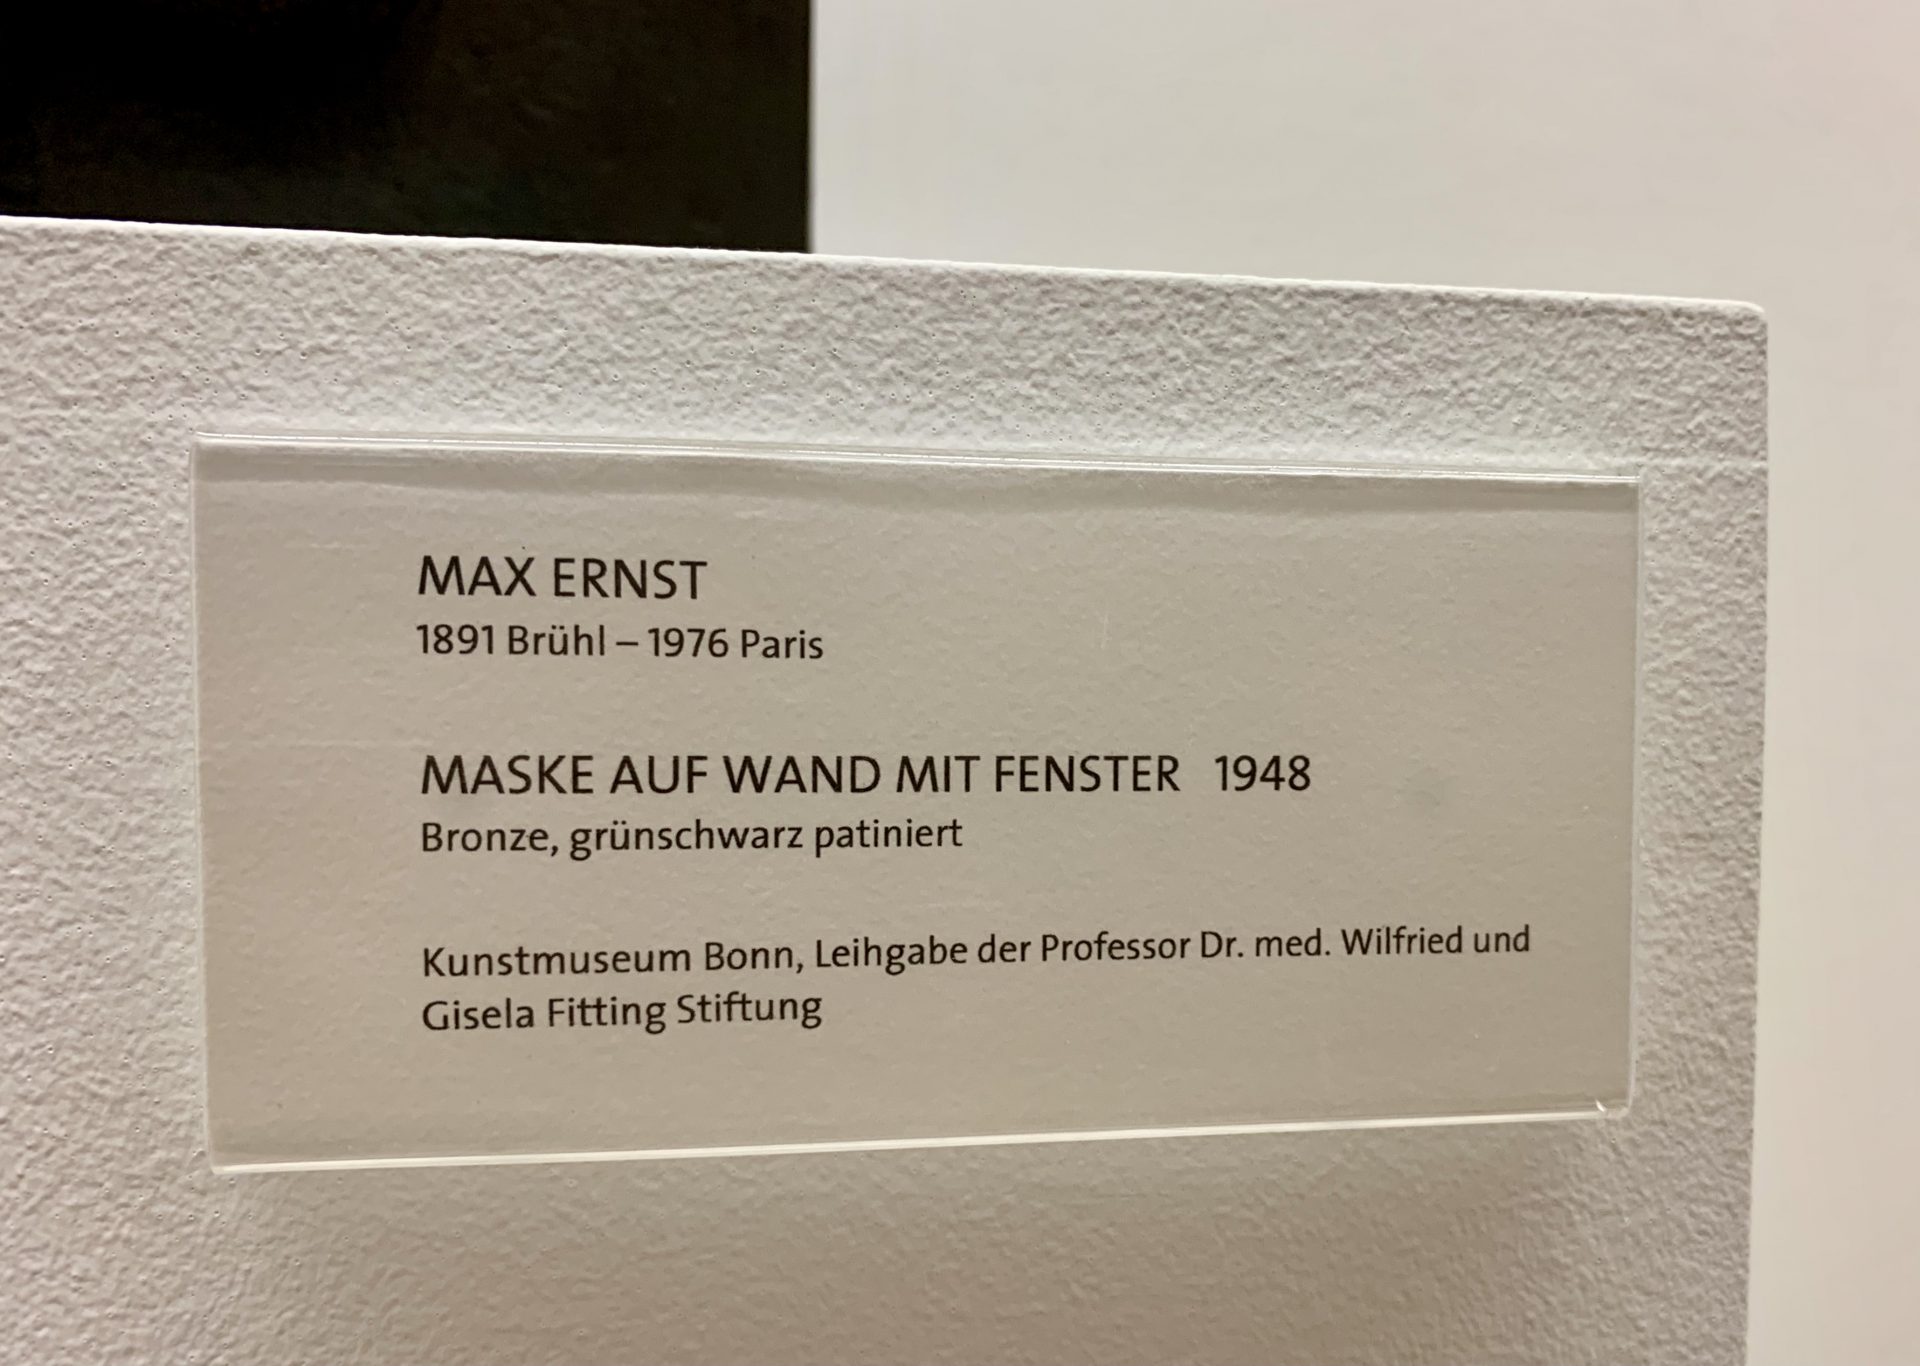 MAX ERNST
1891 Brühl – 1976 Paris
MASKE AUF WAND MIT FENSTER 1948
Bronze, grünschwarz patiniert
Kunstmuseum Bonn, Leihgabe der Professor Dr. med. Wilfried und
Gisela Fitting Stiftung